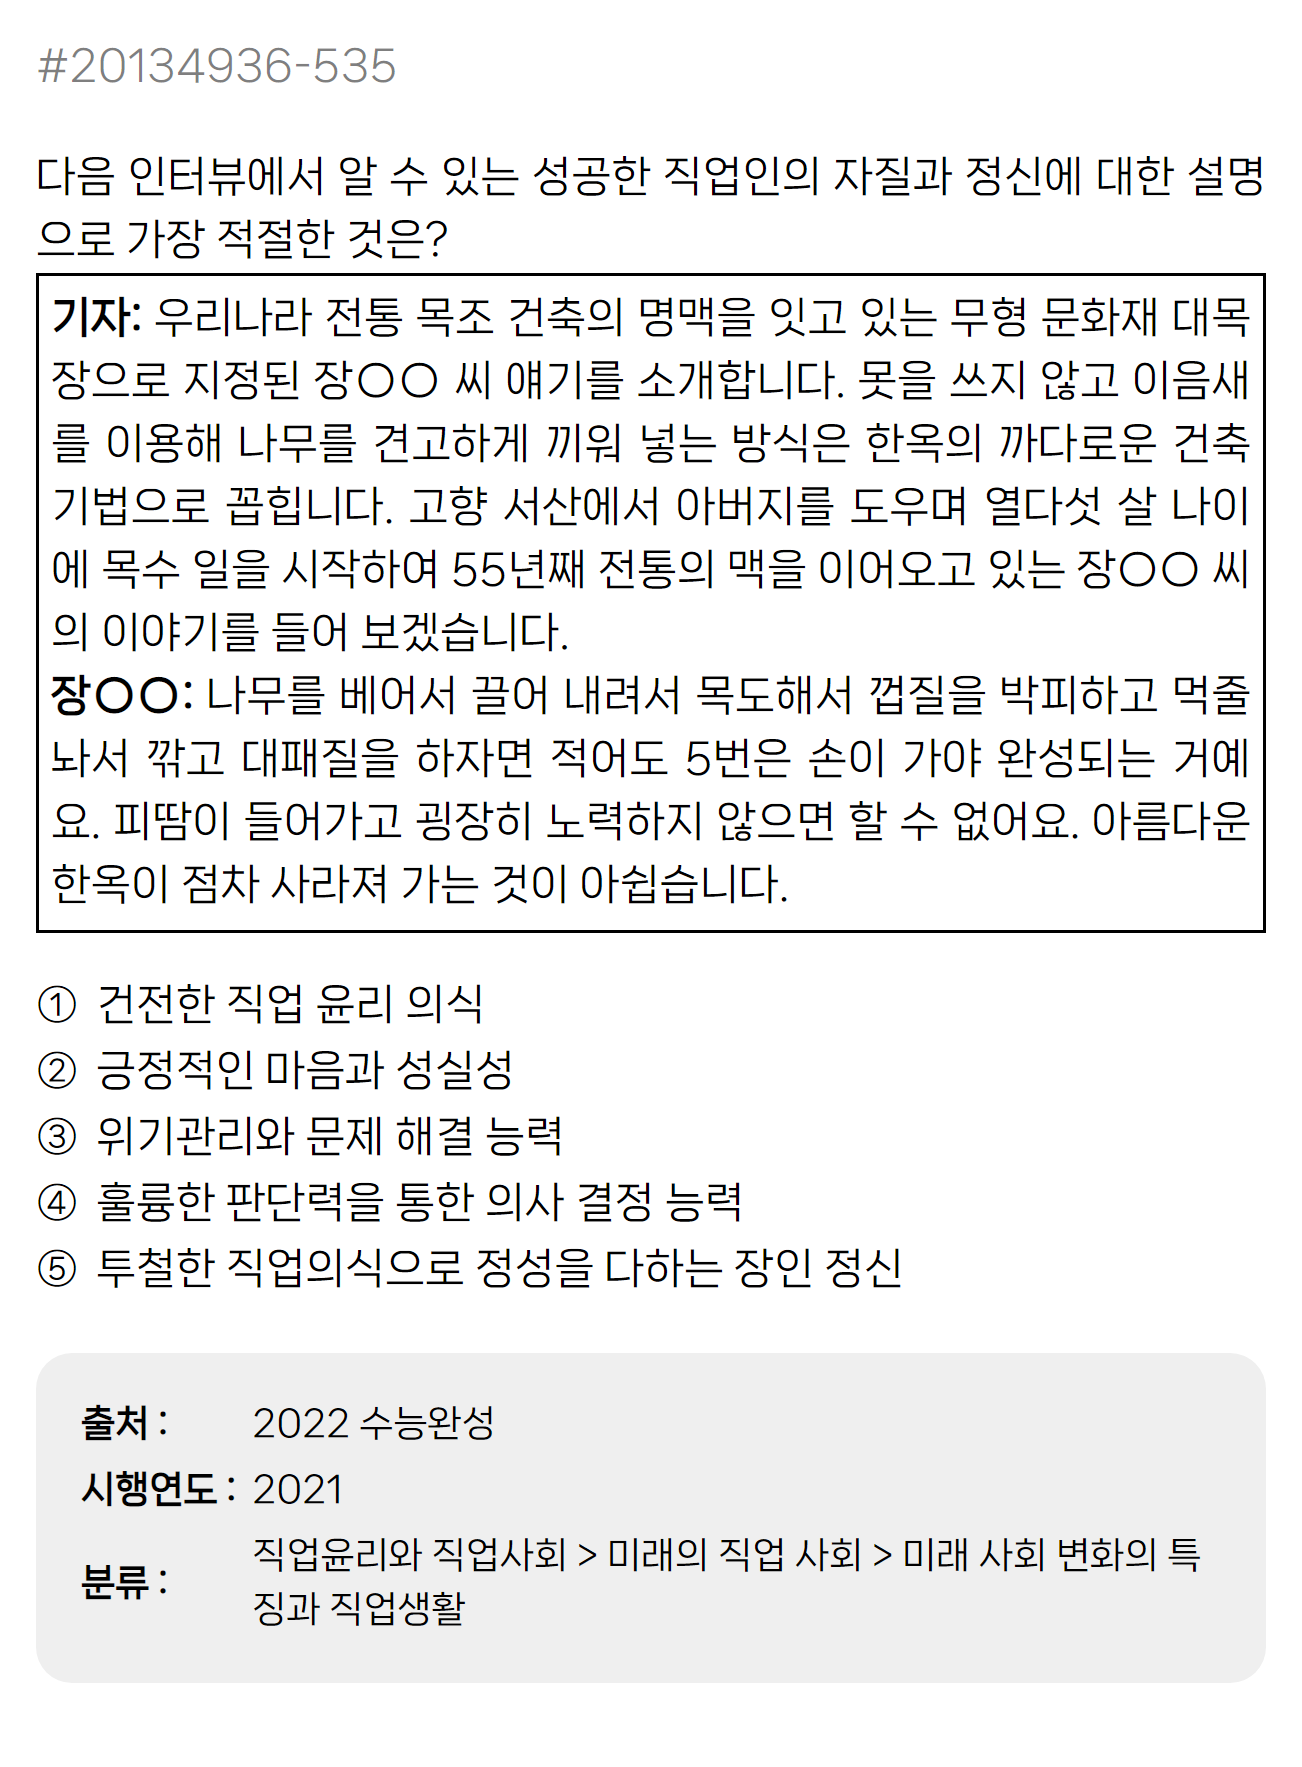 #20134936-535
다음 인터뷰에서 알 수 있는 성공한 직업인의 자질과 정신에 대한 설명
으로 가장 적절한 것은?
기자: 우리나라 전통 목조 건축의 명맥을 잇고 있는 무형 문화재 대목
장으로 지정된 장○○ 씨 얘기를 소개합니다. 못을 쓰지 않고 이음새
를 이용해 나무를 견고하게 끼워 넣는 방식은 한옥의 까다로운 건축
기법으로 꼽힙니다. 고향 서산에서 아버지를 도우며 열다섯 살 나이
에 목수 일을 시작하여 55년째 전통의 맥을 이어오고 있는 장○○ 씨
의 이야기를 들어 보겠습니다.
장○○: 나무를 베어서 끌어 내려서 목도해서 껍질을 박피하고 먹줄
놔서 깎고 대패질을 하자면 적어도 5번은 손이 가야 완성되는 거예
요. 피땀이 들어가고 굉장히 노력하지 않으면 할 수 없어요. 아름다운
한옥이 점차 사라져 가는 것이 아쉽습니다.
① 건전한 직업 윤리 의식
② 긍정적인 마음과 성실성
③ 위기관리와 문제 해결 능력
④ 훌륭한 판단력을 통한 의사 결정 능력
⑤ 투철한 직업의식으로 정성을 다하는 장인 정신
출처 : 2022 수능완성
시행연도 : 2021
분류 : 직업윤리와 직업사회 > 미래의 직업 사회 > 미래 사회 변화의 특
징과 직업생활